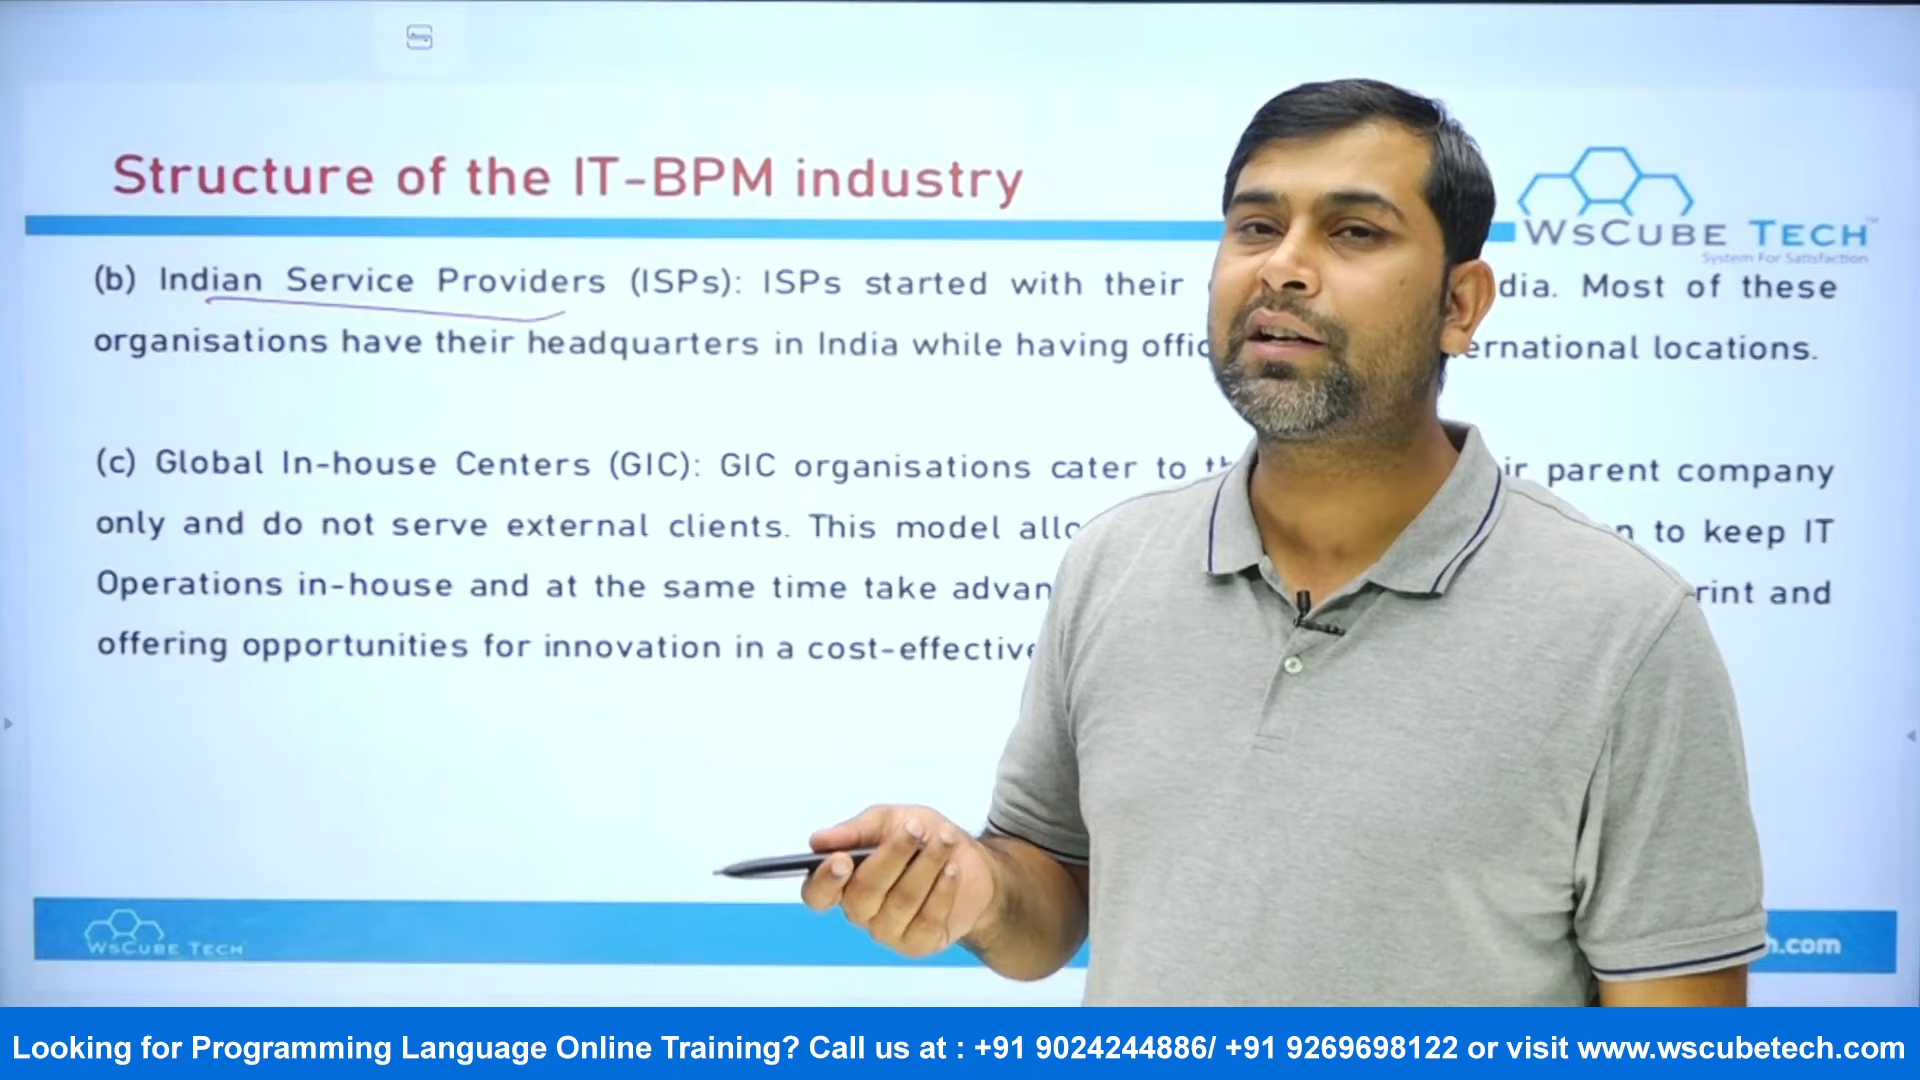 Structure of the IT-BPM industry
WSCUBE TECH™
System For Satisfaction
(b) Indian Service Providers (ISPs): ISPs started with their dia. Most of these
organisations have their headquarters in India while having offic ernational locations.
(c) Global In-house Centers (GIC): GIC organisations cater to th ir parent company
only and do not serve external clients. This model allo n to keep IT
Operations in-house and at the same time take advan rint and
offering opportunities for innovation in a cost-effective
WSCUBE TECH
h.com
Looking for Programming Language Online Training? Call us at : +91 9024244886/ +91 9269698122 or visit www.wscubetech.com